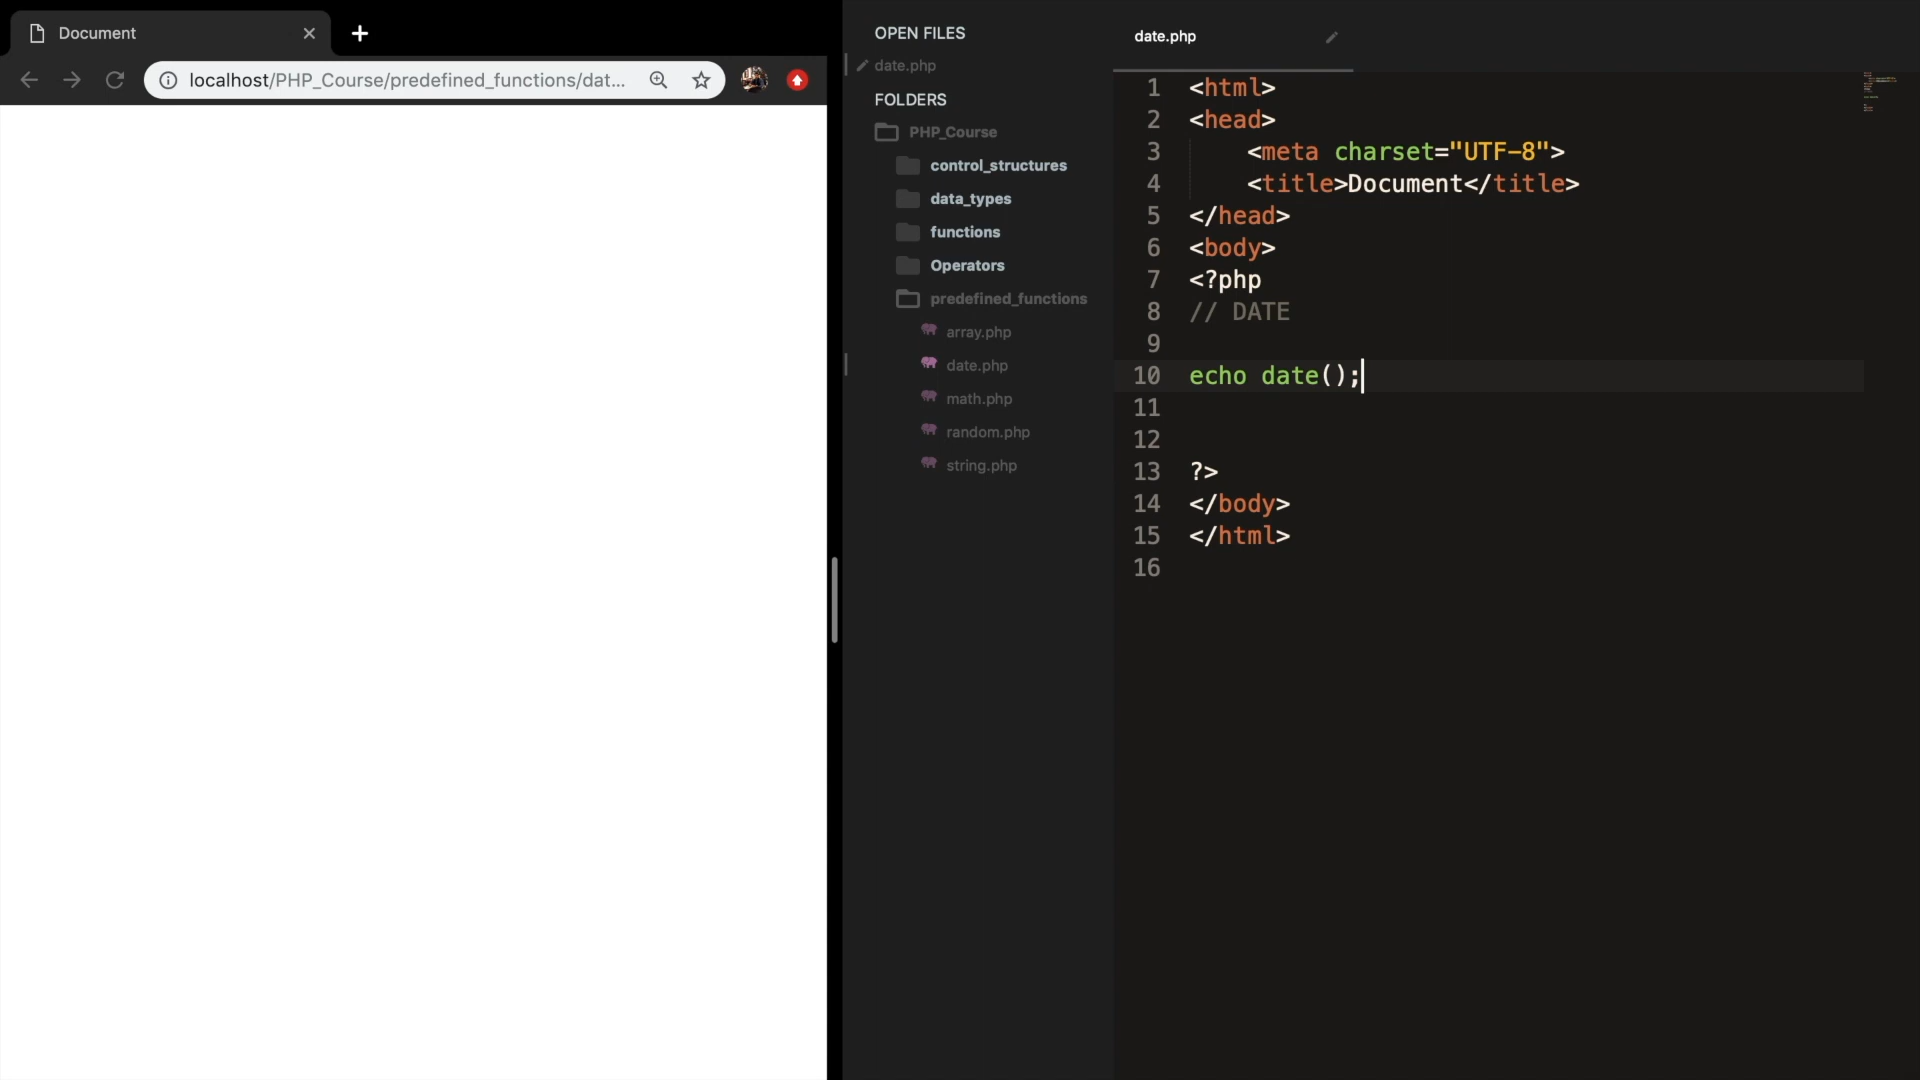 Document
localhost/PHP_Course/predefined_functions/dat...
OPEN FILES
date.php
FOLDERS
PHP_Course
control_structures
data_types
functions
Operators
predefined_functions
array.php
date.php
math.php
random.php
string.php
date.php
1 <html>
2 <head>
3 <meta charset="UTF-8">
4 <title>Document</title>
5 </head>
6 <body>
7 <?php
8 // DATE
9
10 echo date();
11
12
13 ?>
14 </body>
15 </html>
16